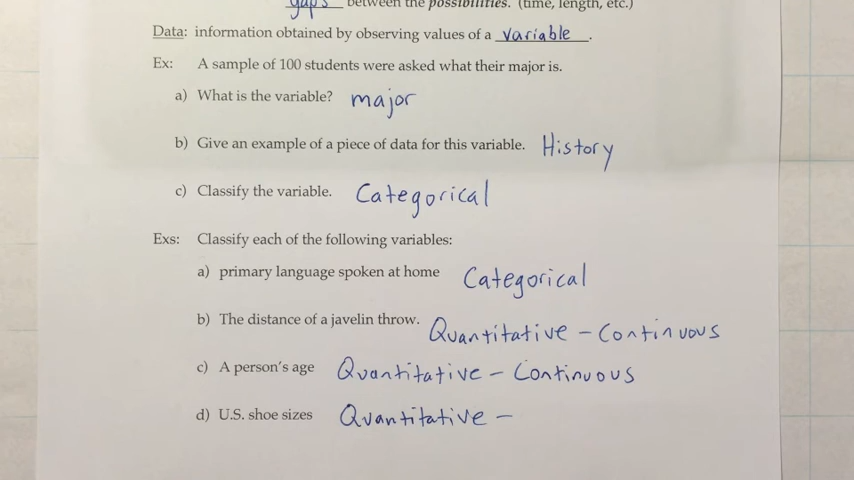 gaps between the possibilities. (time, length, etc.)
Data: information obtained by observing values of a variable.
Ex: A sample of 100 students were asked what their major is.
a) What is the variable? major
b) Give an example of a piece of data for this variable. History
c) Classify the variable. Categorical
Exs: Classify each of the following variables:
a) primary language spoken at home Categorical
b) The distance of a javelin throw. Quantitative - Continuous
c) A person's age Quantitative - Continuous
d) U.S. shoe sizes Quantitative -